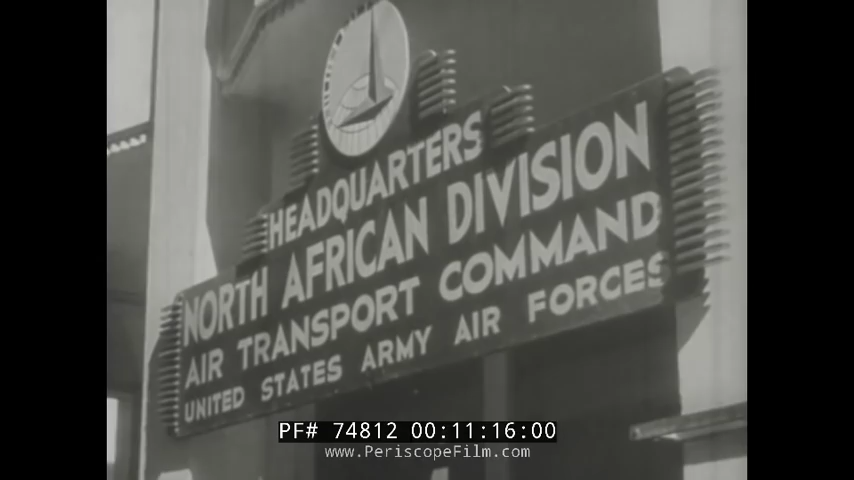 HEADQUARTERS
NORTH AFRICAN DIVISION
AIR TRANSPORT COMMAND
UNITED STATES ARMY AIR FORCES
PF# 74812 00:11:16:00
www.PeriscopeFilm.com